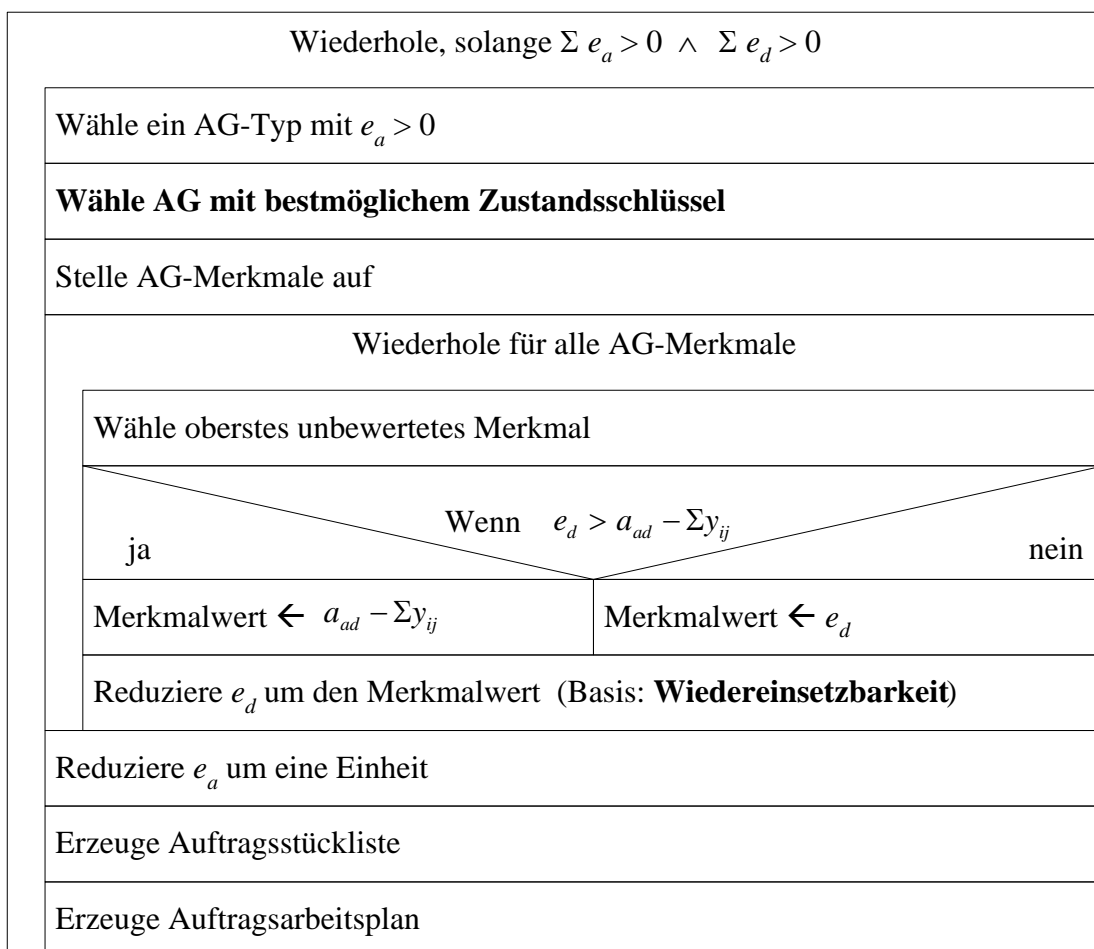 Wiederhole, solange Σ e_a > 0 ∧ Σ e_d > 0
Wähle ein AG-Typ mit e_a > 0
Wähle AG mit bestmöglichem Zustandsschlüssel
Stelle AG-Merkmale auf
Wiederhole für alle AG-Merkmale
Wähle oberstes unbewertetes Merkmal
Wenn e_d > a_ad − Σy_ij
ja nein
Merkmalwert ← a_ad − Σy_ij Merkmalwert ← e_d
Reduziere e_d um den Merkmalwert (Basis: Wiedereinsetzbarkeit)
Reduziere e_a um eine Einheit
Erzeuge Auftragsstückliste
Erzeuge Auftragsarbeitsplan